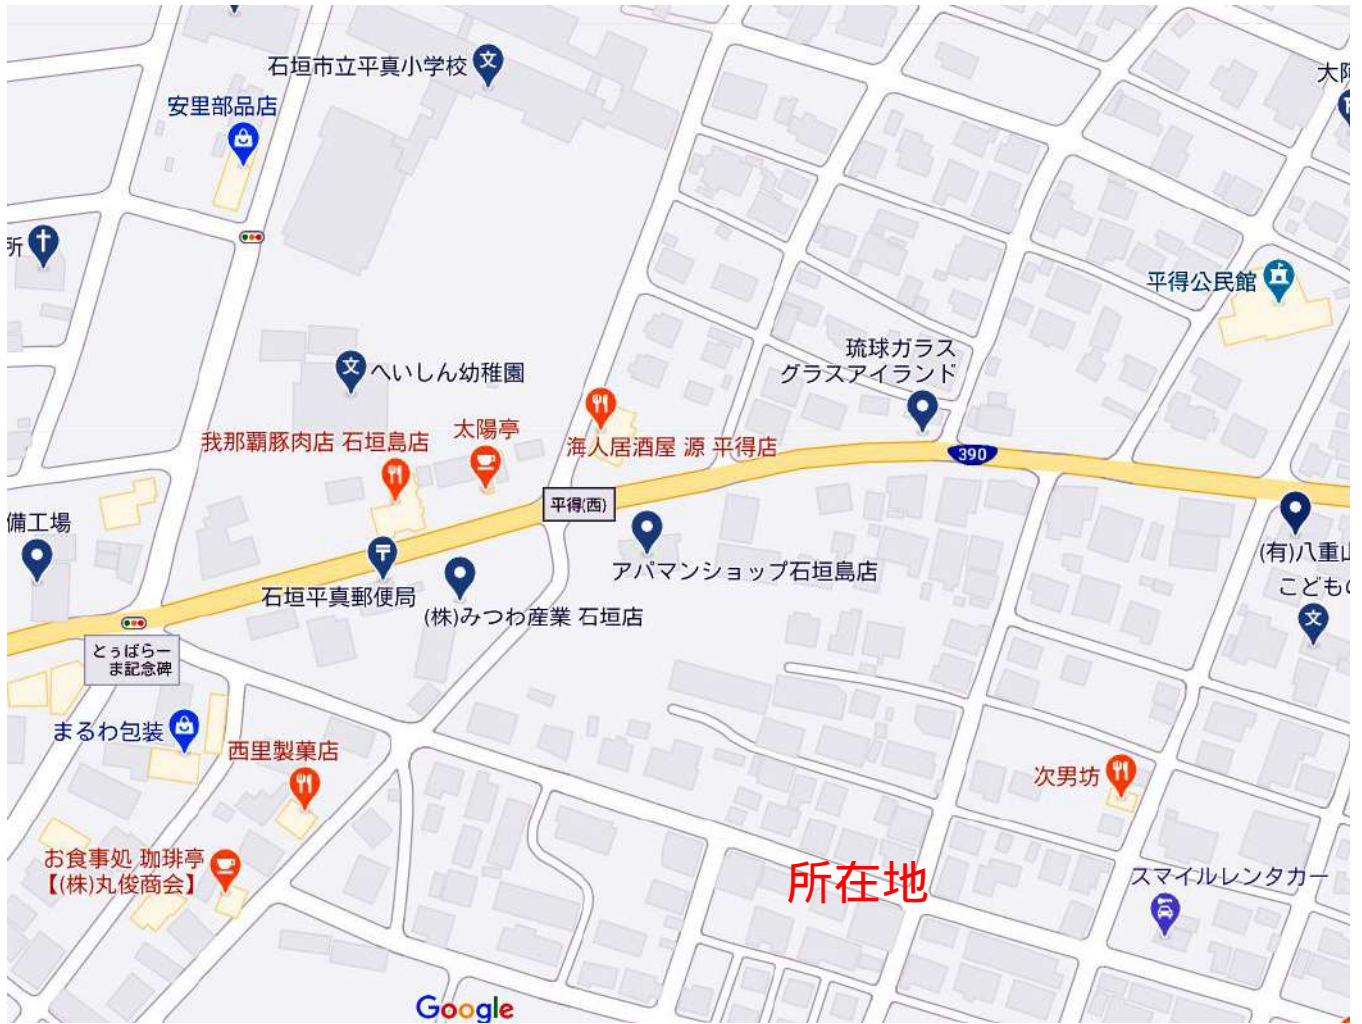 石垣市立平真小学校
安里部品店
所
平得公民館
琉球ガラス
グラスアイランド
へいしん幼稚園
我那覇豚肉店 石垣島店
太陽亭
海人居酒屋 源 平得店
390
平得(西)
備工場
アパマンショップ石垣島店
(有)八重山
こどもの
石垣平真郵便局
(株)みつわ産業 石垣店
とぅばらー
ま記念碑
まるわ包装
西里製菓店
次男坊
お食事処 珈琲亭
【(株)丸俊商会】
所在地
スマイルレンタカー
Google